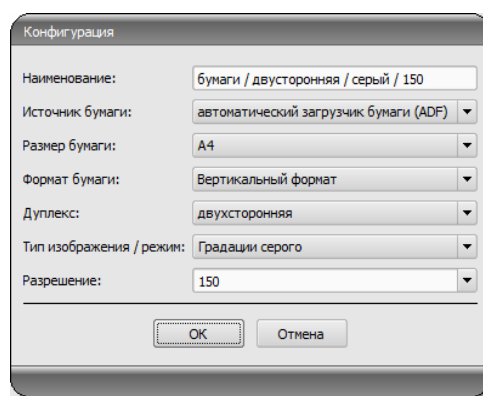 Конфигурация
Наименование: бумаги / двусторонняя / серый / 150
Источник бумаги: автоматический загрузчик бумаги (ADF)
Размер бумаги: A4
Формат бумаги: Вертикальный формат
Дуплекс: двухсторонняя
Тип изображения / режим: Градации серого
Разрешение: 150
OK Отмена